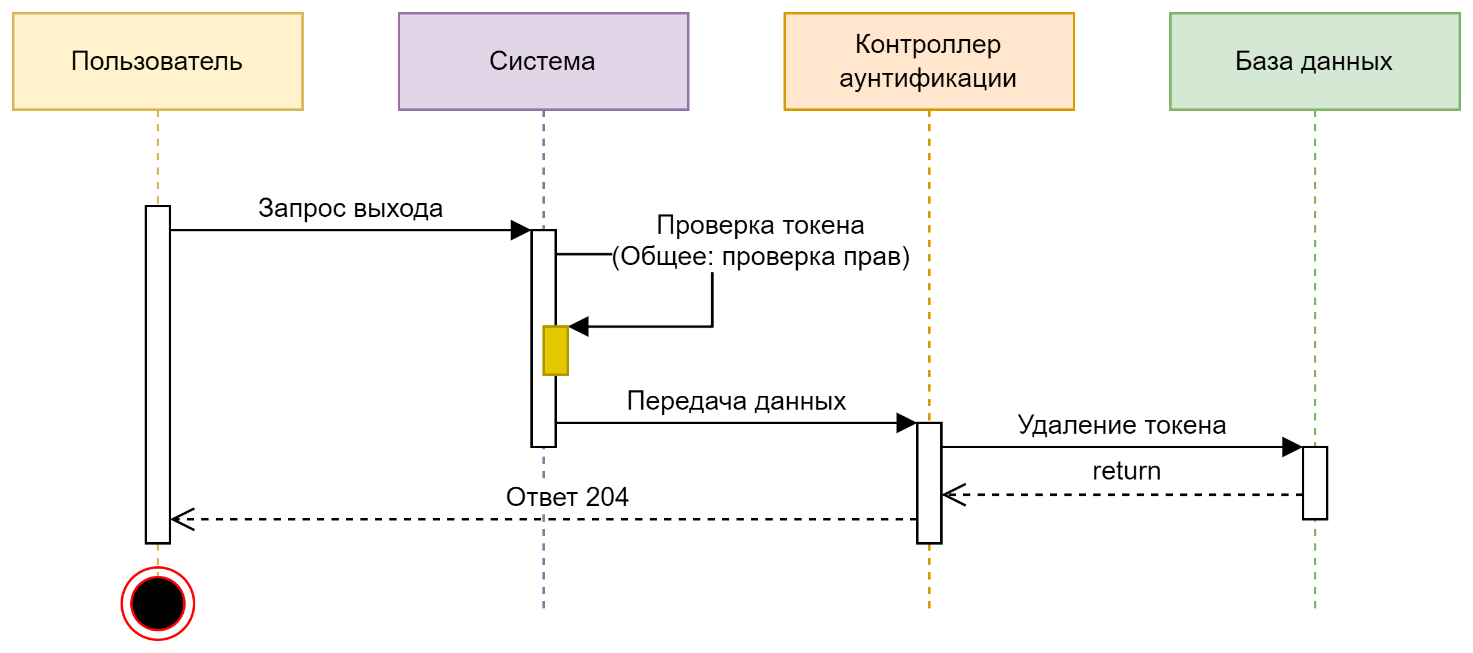 Пользователь
Система
Контроллер
аунтификации
База данных
Запрос выхода
Проверка токена
(Общее: проверка прав)
Передача данных
Удаление токена
return
Ответ 204